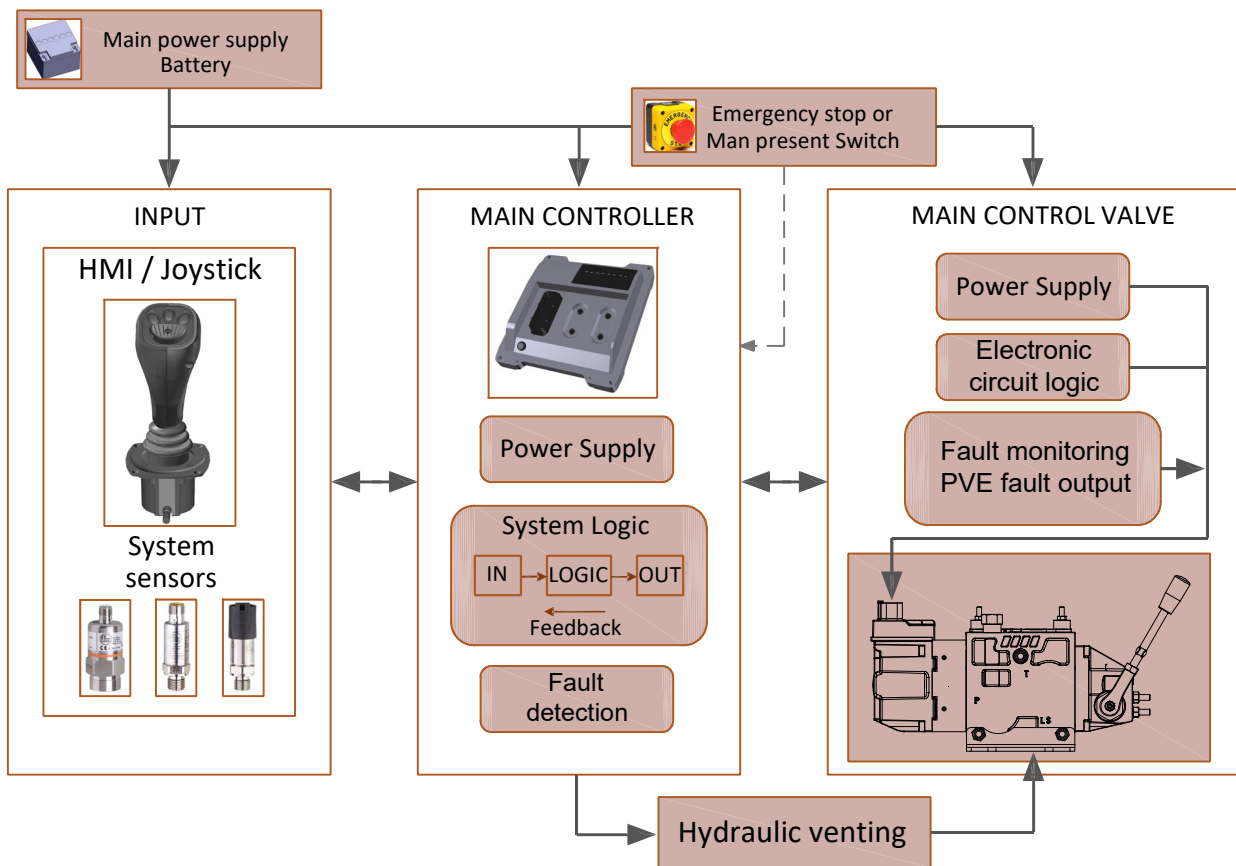 Main power supply
Battery
EMERGENCY
Emergency stop or
Man present Switch
INPUT
HMI / Joystick
System
sensors
MAIN CONTROLLER
Power Supply
System Logic
IN
LOGIC
OUT
Feedback
Fault
detection
MAIN CONTROL VALVE
Power Supply
Electronic
circuit logic
Fault monitoring
PVE fault output
P
T
LS
Hydraulic venting